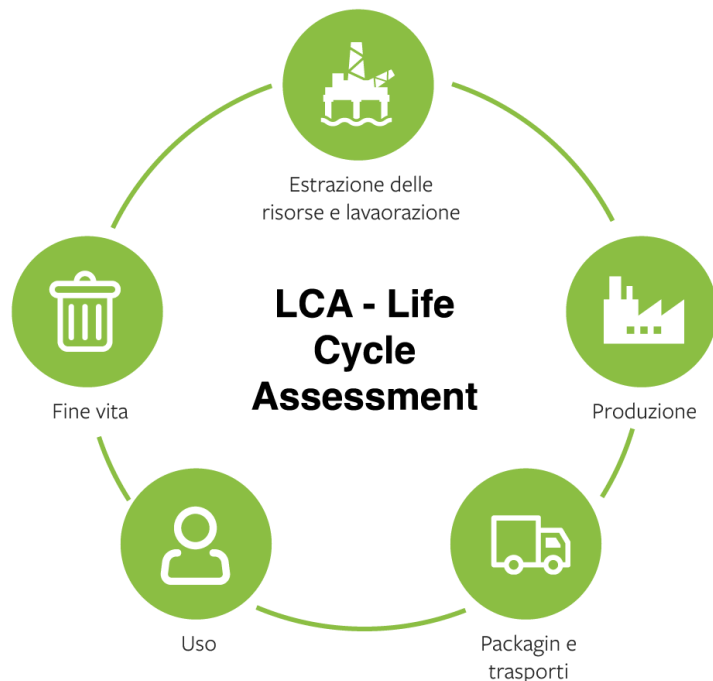 Estrazione delle
risorse e lavaorazione
LCA - Life
Cycle
Assessment
Fine vita
Produzione
Uso
Packagin e
trasporti